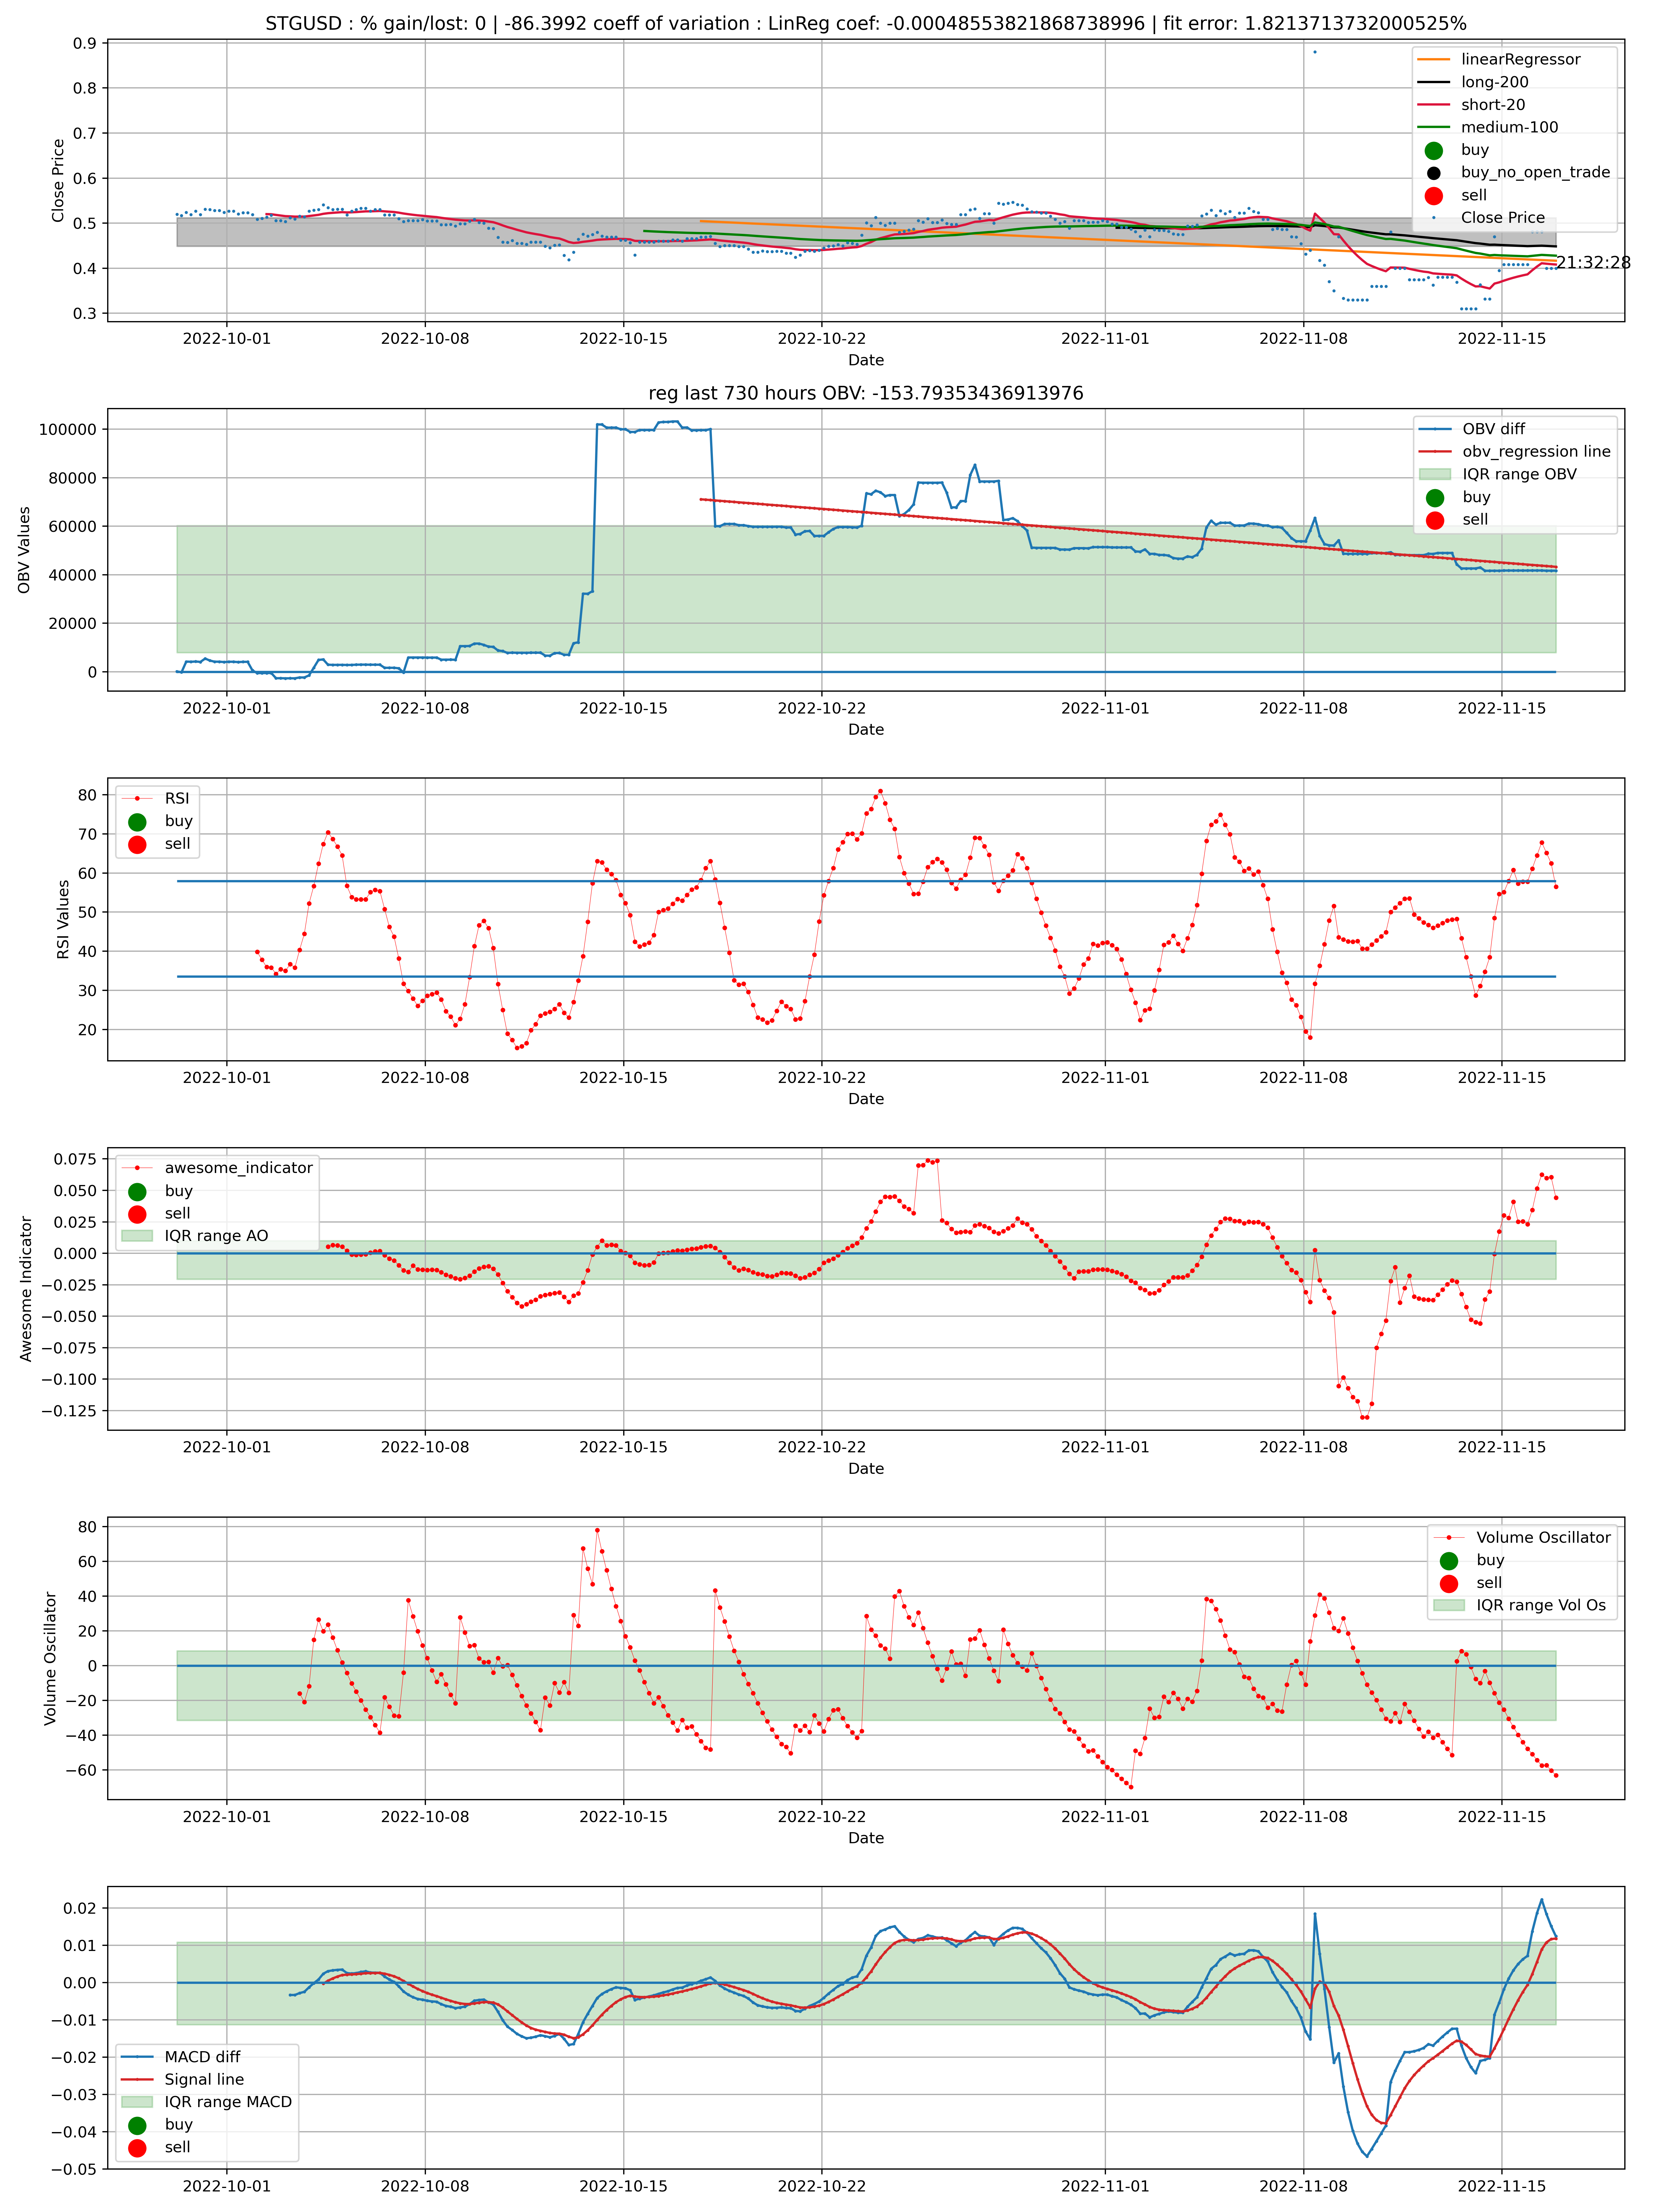 STGUSD : % gain/lost: 0 | -86.3992 coeff of variation : LinReg coef: -0.00048553821868738996 | fit error: 1.8213713732000525%
0.9
0.8
0.7
0.6
0.5
0.4
0.3
Close Price
linearRegressor
long-200
short-20
medium-100
buy
buy_no_open_trade
sell
Close Price
21:32:28
2022-10-01 2022-10-08 2022-10-15 2022-10-22 2022-11-01 2022-11-08 2022-11-15
Date
reg last 730 hours OBV: -153.79353436913976
100000
80000
60000
40000
20000
0
OBV Values
OBV diff
obv_regression line
IQR range OBV
buy
sell
2022-10-01 2022-10-08 2022-10-15 2022-10-22 2022-11-01 2022-11-08 2022-11-15
Date
80
70
60
50
40
30
20
RSI Values
RSI
buy
sell
2022-10-01 2022-10-08 2022-10-15 2022-10-22 2022-11-01 2022-11-08 2022-11-15
Date
0.075
0.050
0.025
0.000
−0.025
−0.050
−0.075
−0.100
−0.125
Awesome Indicator
awesome_indicator
buy
sell
IQR range AO
2022-10-01 2022-10-08 2022-10-15 2022-10-22 2022-11-01 2022-11-08 2022-11-15
Date
80
60
40
20
0
−20
−40
−60
Volume Oscillator
Volume Oscillator
buy
sell
IQR range Vol Os
2022-10-01 2022-10-08 2022-10-15 2022-10-22 2022-11-01 2022-11-08 2022-11-15
Date
0.02
0.01
0.00
−0.01
−0.02
−0.03
−0.04
−0.05
MACD diff
Signal line
IQR range MACD
buy
sell
2022-10-01 2022-10-08 2022-10-15 2022-10-22 2022-11-01 2022-11-08 2022-11-15